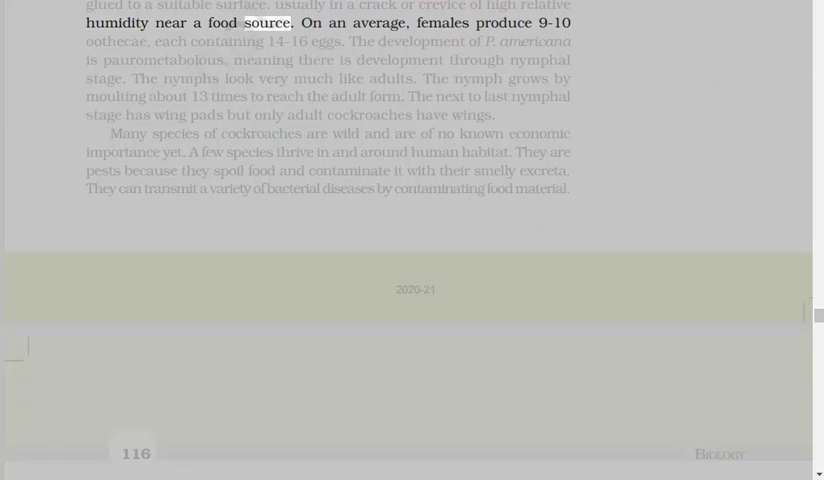 glued to a suitable surface, usually in a crack or crevice of high relative
humidity near a food source. On an average, females produce 9-10
oothecae, each containing 14-16 eggs. The development of P. americana
is paurometabolous, meaning there is development through nymphal
stage. The nymphs look very much like adults. The nymph grows by
moulting about 13 times to reach the adult form. The next to last nymphal
stage has wing pads but only adult cockroaches have wings.
Many species of cockroaches are wild and are of no known economic
importance yet. A few species thrive in and around human habitat. They are
pests because they spoil food and contaminate it with their smelly excreta.
They can transmit a variety of bacterial diseases by contaminating food material.
2020-21
116 BIOLOGY